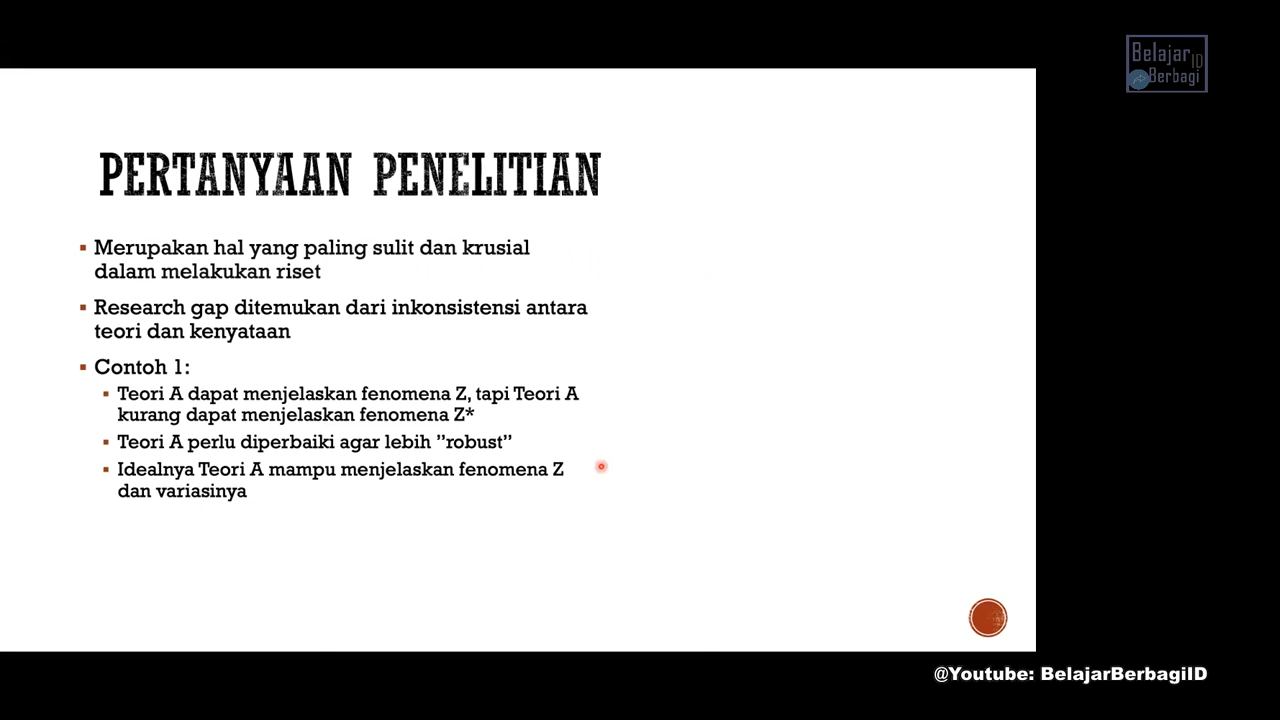 Belajar
ID
Berbagi
PERTANYAAN PENELITIAN
▪ Merupakan hal yang paling sulit dan krusial
dalam melakukan riset
▪ Research gap ditemukan dari inkonsistensi antara
teori dan kenyataan
▪ Contoh 1:
▪ Teori A dapat menjelaskan fenomena Z, tapi Teori A
kurang dapat menjelaskan fenomena Z*
▪ Teori A perlu diperbaiki agar lebih ”robust”
▪ Idealnya Teori A mampu menjelaskan fenomena Z
dan variasinya
@Youtube: BelajarBerbagiID